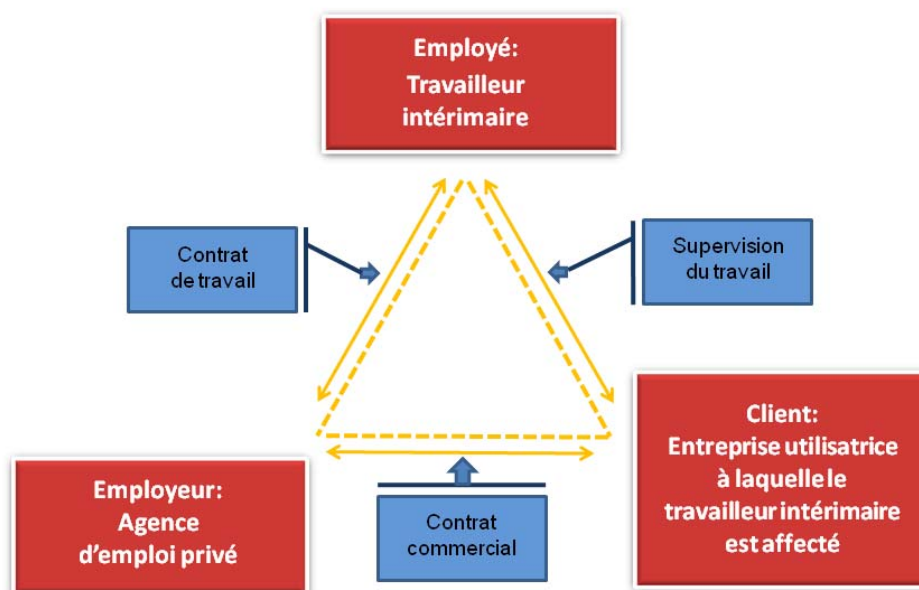 Employé:
Travailleur
intérimaire
Contrat
de travail
Supervision
du travail
Employeur:
Agence
d'emploi privé
Contrat
commercial
Client:
Entreprise utilisatrice
à laquelle le
travailleur intérimaire
est affecté